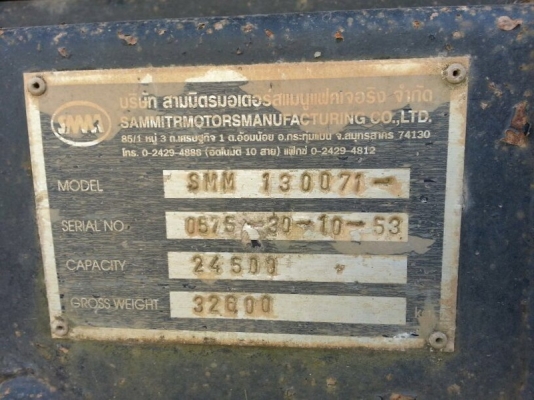 SMM
บริษัท สามมิตรมอเตอร์สแมนูแฟคเจอริง จำกัด
SAMMITRMOTORSMANUFACTURING CO.,LTD.
85/1 หมู่ 3 ถ.เศรษฐกิจ 1 ต.อ้อมน้อย อ.กระทุ่มแบน จ.สมุทรสาคร 74130
โทร. 0-2429-4888 (อัตโนมัติ 10 สาย) แฟ็กซ์ 0-2429-4812
MODEL SMM 130071-
SERIAL NO 0575-30-10-53
CAPACITY 24500
GROSS WEIGHT 32600